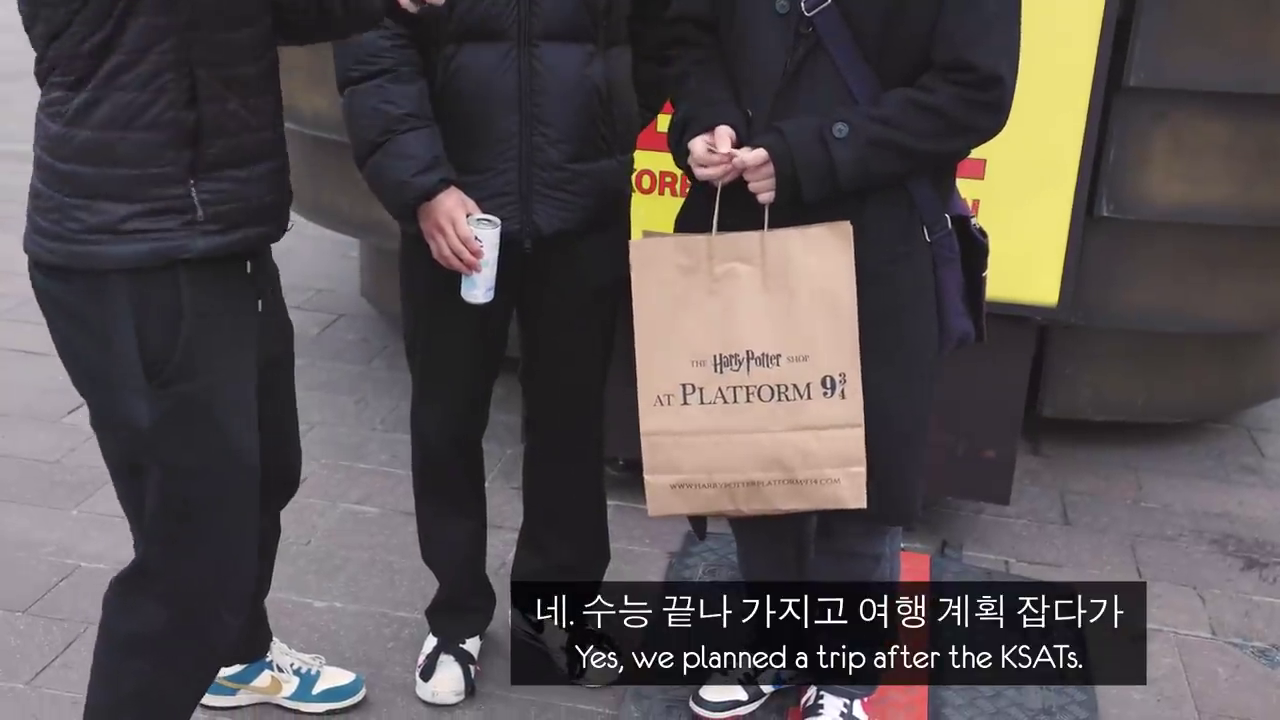 KORE
THE Harry Potter SHOP
AT PLATFORM 9¾
WWW.HARRYPOTTERPLATFORM934.COM
네. 수능 끝나 가지고 여행 계획 잡다가
Yes, we planned a trip after the KSATs.